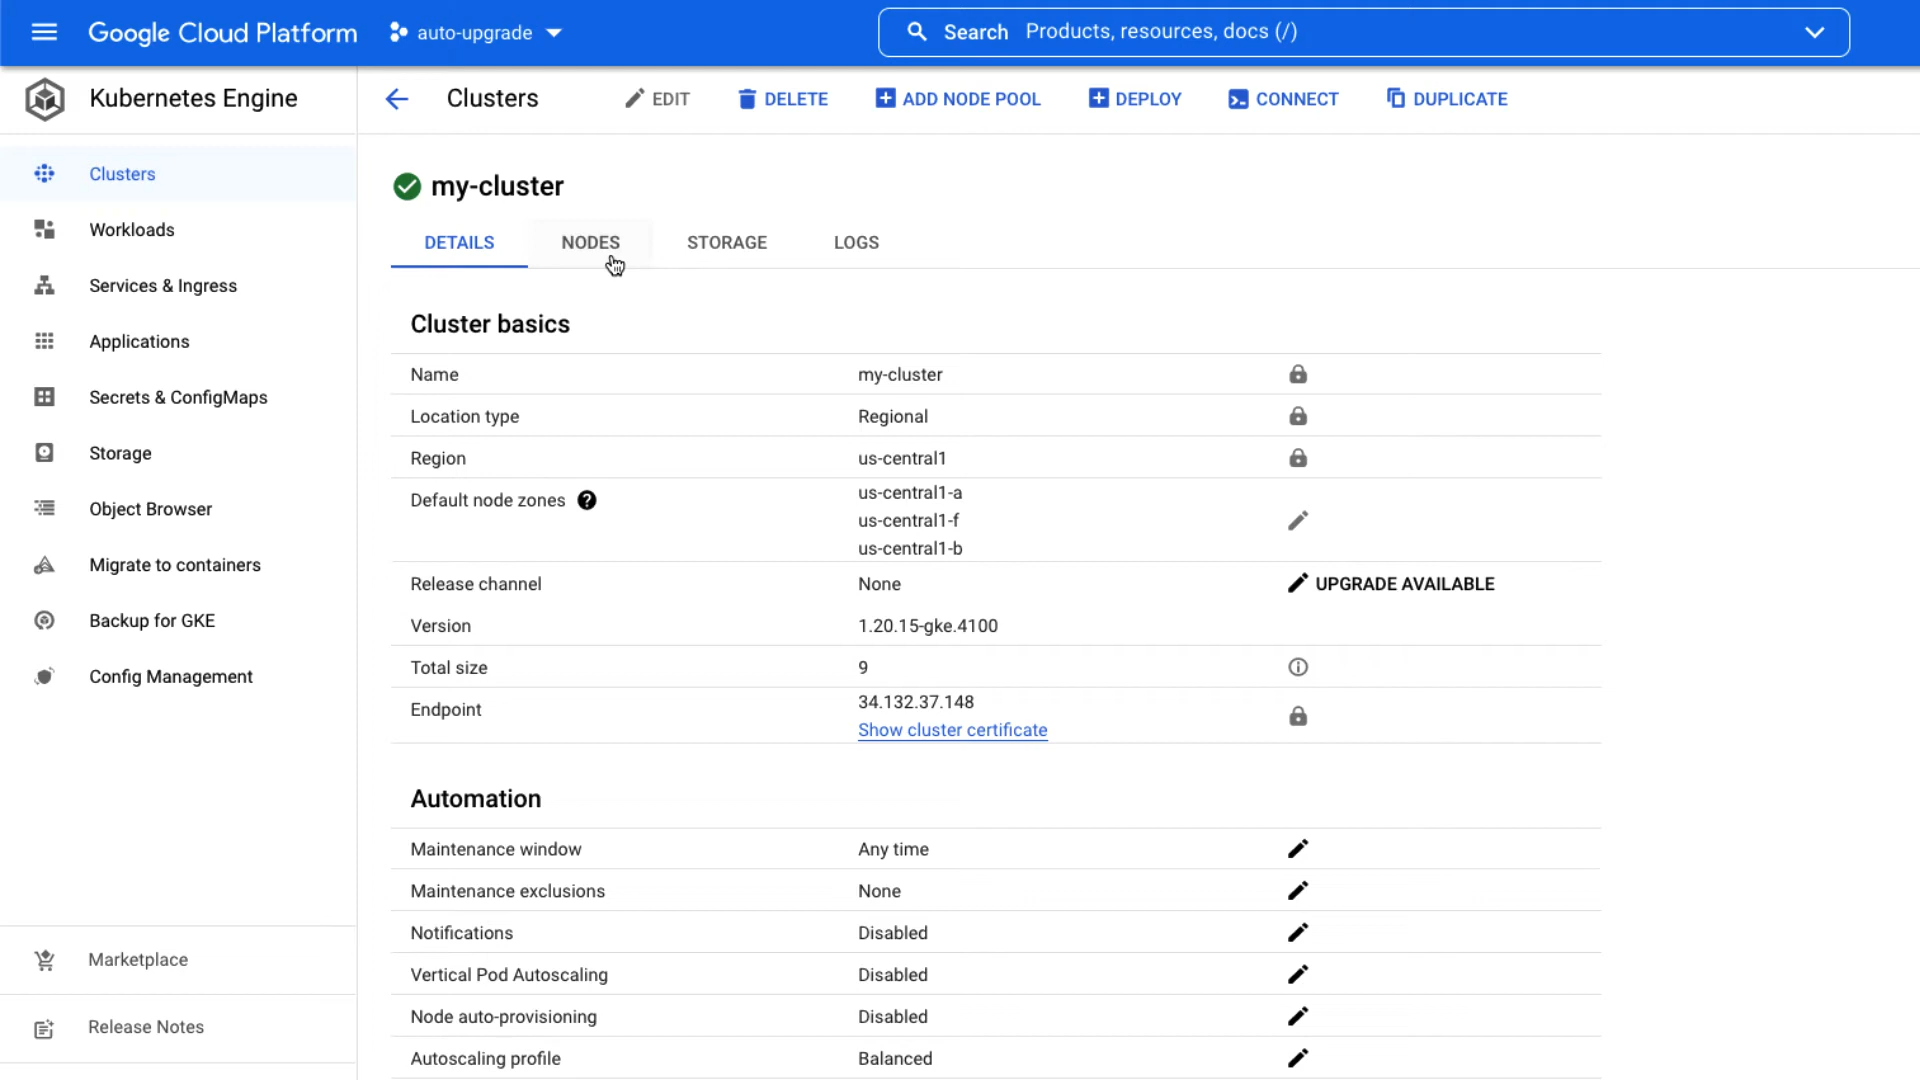 Google Cloud Platform
auto-upgrade
Search Products, resources, docs (/)
Kubernetes Engine
Clusters
EDIT
DELETE
ADD NODE POOL
DEPLOY
CONNECT
DUPLICATE
Clusters
Workloads
Services & Ingress
Applications
Secrets & ConfigMaps
Storage
Object Browser
Migrate to containers
Backup for GKE
Config Management
Marketplace
Release Notes
my-cluster
DETAILS
NODES
STORAGE
LOGS
Cluster basics
Name my-cluster
Location type Regional
Region us-central1
Default node zones ? us-central1-a
us-central1-f
us-central1-b
Release channel None UPGRADE AVAILABLE
Version 1.20.15-gke.4100
Total size 9
Endpoint 34.132.37.148
Show cluster certificate
Automation
Maintenance window Any time
Maintenance exclusions None
Notifications Disabled
Vertical Pod Autoscaling Disabled
Node auto-provisioning Disabled
Autoscaling profile Balanced